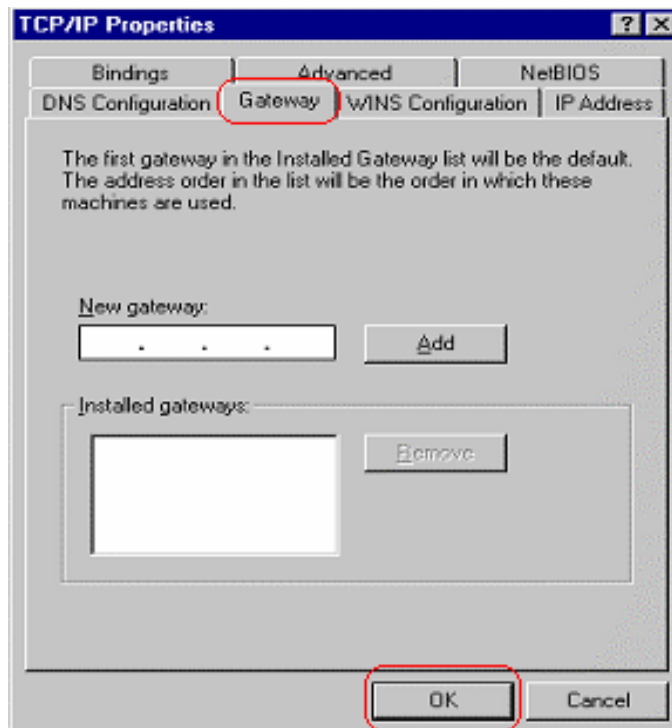 TCP/IP Properties
? X
Bindings Advanced NetBIOS
DNS Configuration Gateway WINS Configuration IP Address
The first gateway in the Installed Gateway list will be the default.
The address order in the list will be the order in which these
machines are used.
New gateway:
. . .
Add
Installed gateways:
Remove
OK Cancel